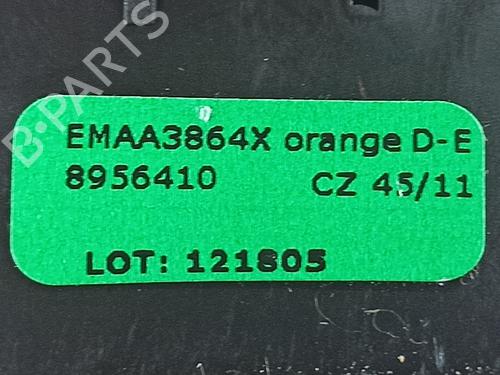 B-PARTS
EMAA3864X orange D-E
8956410 CZ 45/11
LOT: 121805